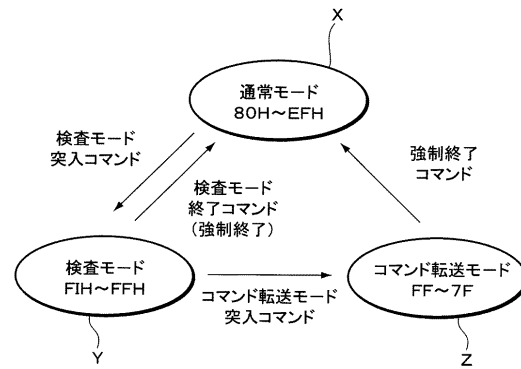 X
通常モード
80H～EFH
検査モード
突入コマンド
強制終了
コマンド
検査モード
終了コマンド
(強制終了)
検査モード
FIH～FFH
コマンド転送モード
FF～7F
コマンド転送モード
突入コマンド
Y
Z